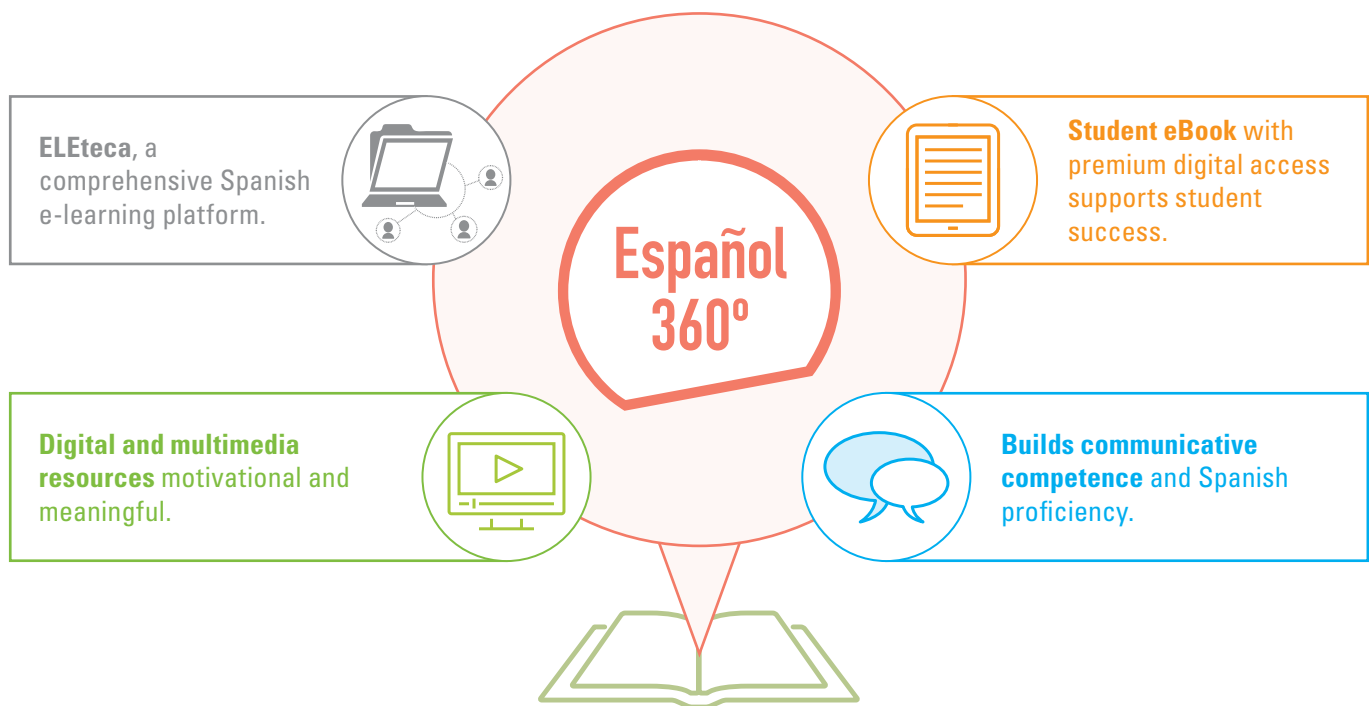 ELEteca, a
comprehensive Spanish
e-learning platform.
Student eBook with
premium digital access
supports student
success.
Español
360º
Digital and multimedia
resources motivational and
meaningful.
Builds communicative
competence and Spanish
proficiency.